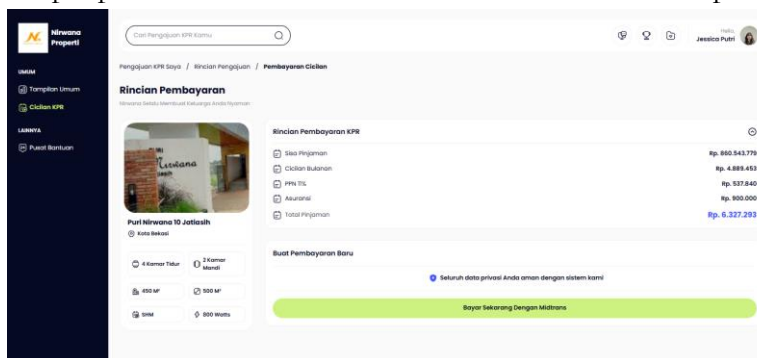 Nirwana
Properti
Cari Pengajuan KPR Kamu
Hello,
Jessica Putri
UMUM
Tampilan Umum
Cicilan KPR
LAINNYA
Pusat Bantuan
Pengajuan KPR Saya / Rincian Pengajuan / Pembayaran Cicilan
Rincian Pembayaran
Nirwana Selalu Membuat Keluarga Anda Nyaman
Nirwana
Puri Nirwana 10 Jatiasih
Kota Bekasi
4 Kamar Tidur
3 Kamar Mandi
450 M²
500 M²
SHM
900 Watts
Rincian Pembayaran KPR
Sisa Pinjaman Rp. 860.543.779
Cicilan Bulanan Rp. 4.889.453
PPN 11% Rp. 537.840
Asuransi Rp. 900.000
Total Pinjaman Rp. 6.327.293
Buat Pembayaran Baru
Seluruh data privasi Anda aman dengan sistem kami
Bayar Sekarang Dengan Midtrans